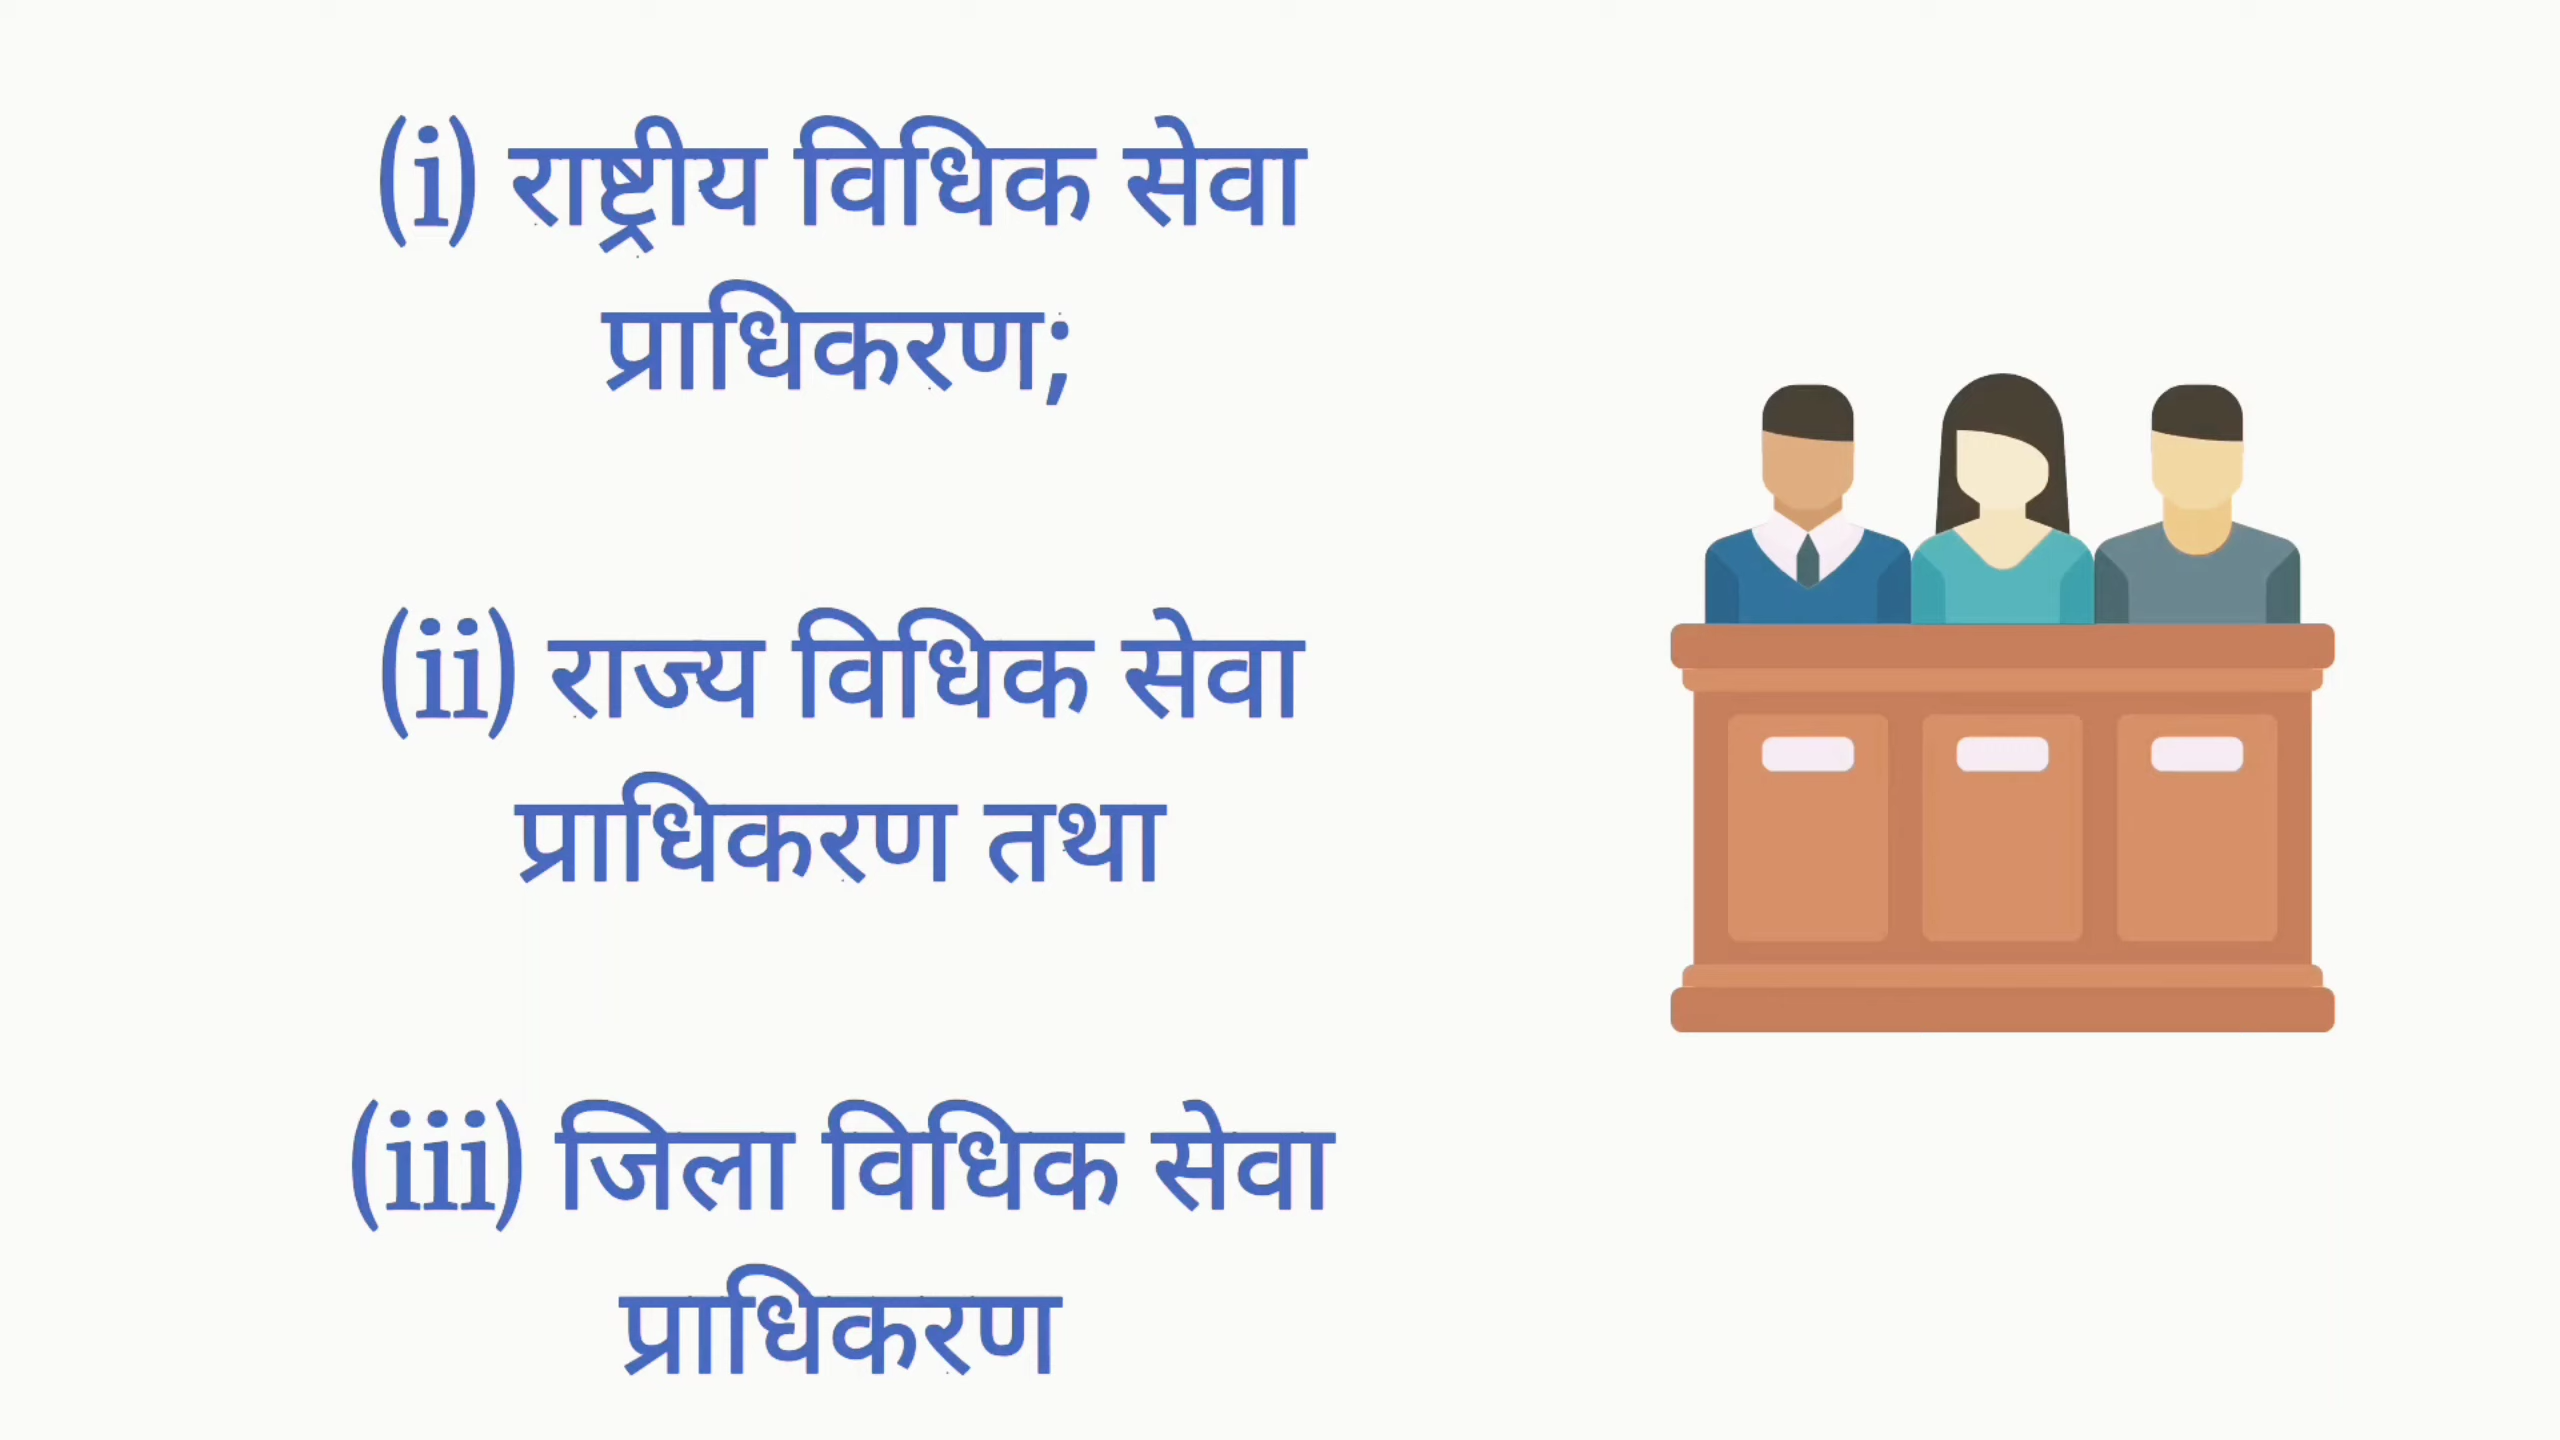 (i) राष्ट्रीय विधिक सेवा
प्राधिकरण;
(ii) राज्य विधिक सेवा
प्राधिकरण तथा
(iii) जिला विधिक सेवा
प्राधिकरण